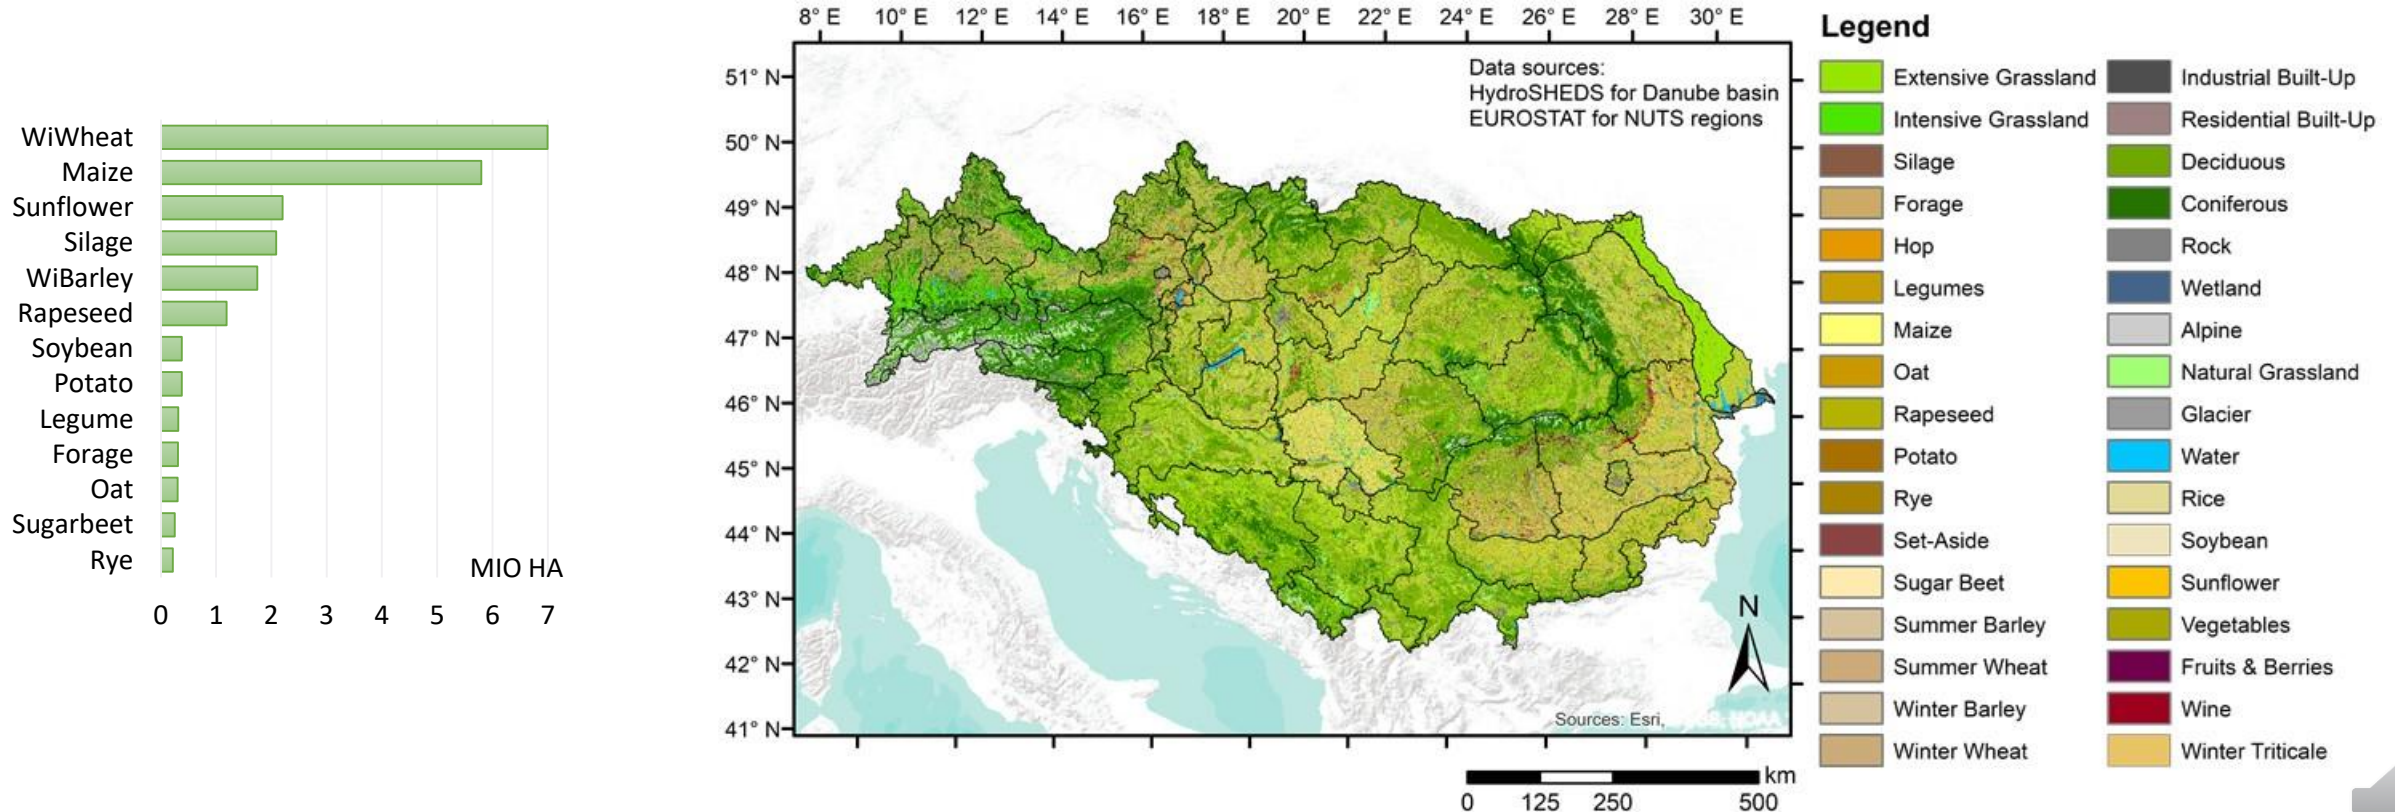 WiWheat
Maize
Sunflower
Silage
WiBarley
Rapeseed
Soybean
Potato
Legume
Forage
Oat
Sugarbeet
Rye
MIO HA
0 1 2 3 4 5 6 7
8° E 10° E 12° E 14° E 16° E 18° E 20° E 22° E 24° E 26° E 28° E 30° E
51° N
50° N
49° N
48° N
47° N
46° N
45° N
44° N
43° N
42° N
41° N
Data sources:
HydroSHEDS for Danube basin
EUROSTAT for NUTS regions
N
Sources: Esri, NOAA
km
0 125 250 500
Legend
Extensive Grassland
Intensive Grassland
Silage
Forage
Hop
Legumes
Maize
Oat
Rapeseed
Potato
Rye
Set-Aside
Sugar Beet
Summer Barley
Summer Wheat
Winter Barley
Winter Wheat
Industrial Built-Up
Residential Built-Up
Deciduous
Coniferous
Rock
Wetland
Alpine
Natural Grassland
Glacier
Water
Rice
Soybean
Sunflower
Vegetables
Fruits & Berries
Wine
Winter Triticale